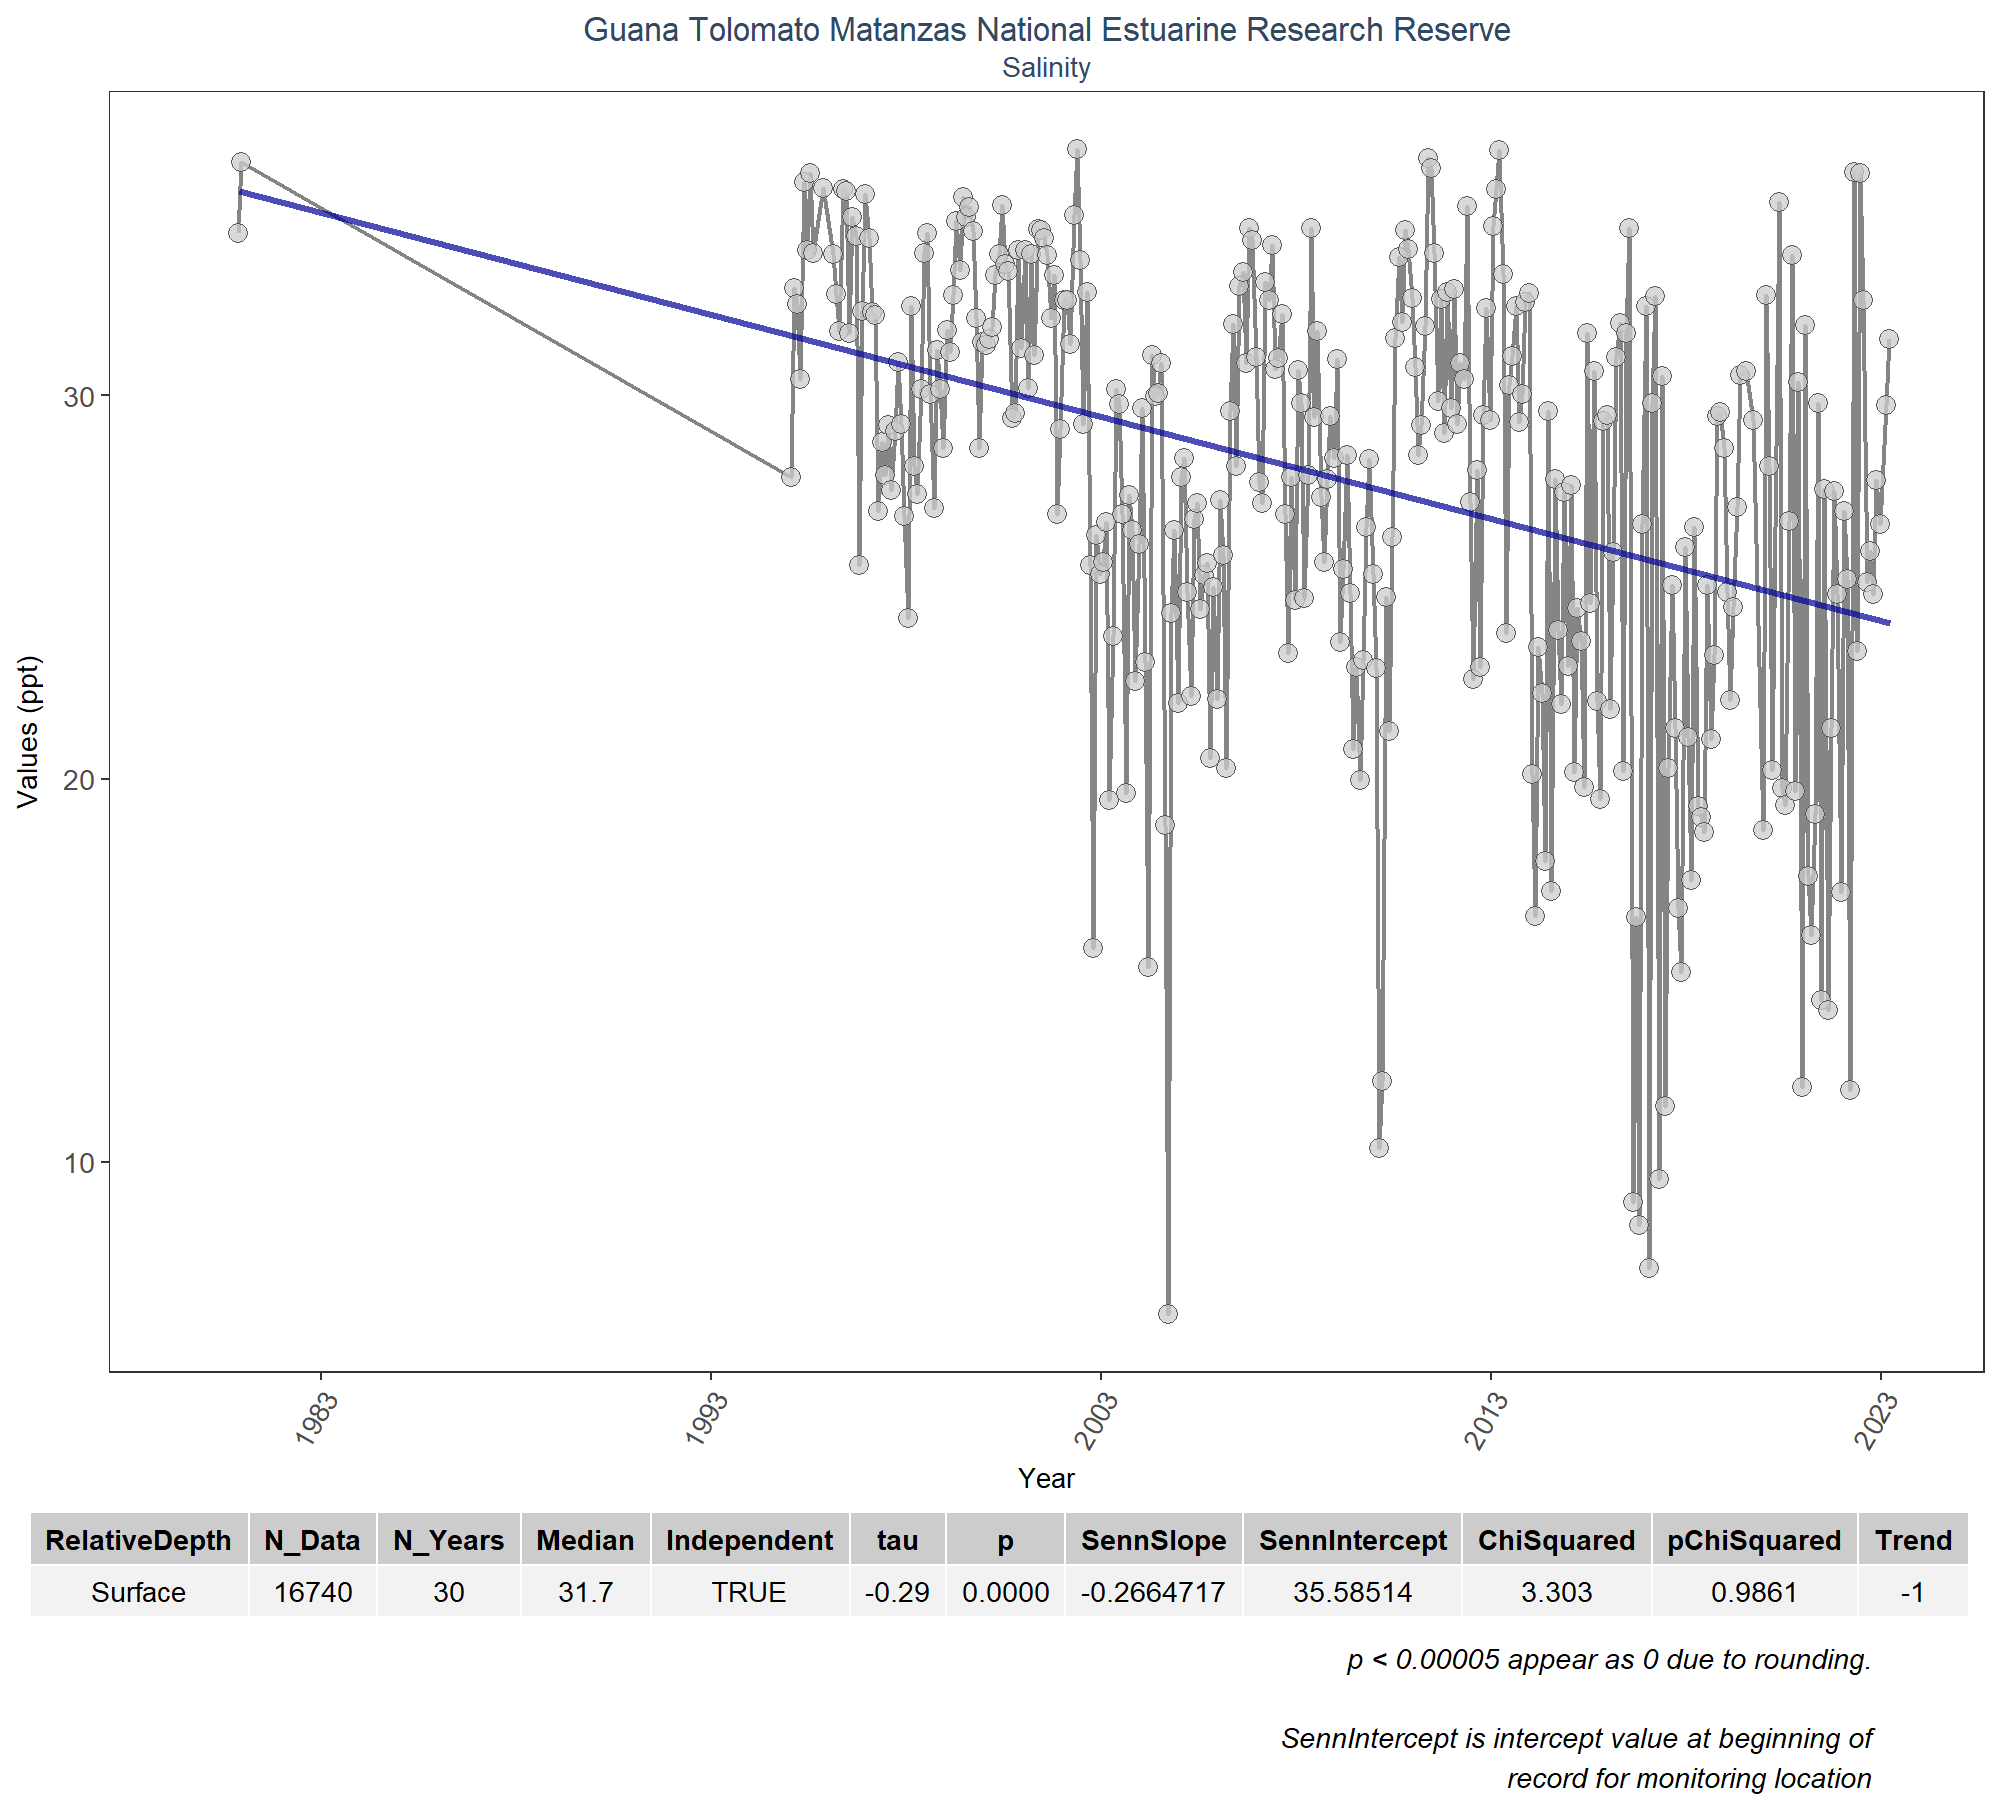 Guana Tolomato Matanzas National Estuarine Research Reserve
Salinity
Values (ppt)
30
20
10
1983
1993
2003
2013
2023
Year
RelativeDepth N_Data N_Years Median Independent tau p SennSlope SennIntercept ChiSquared pChiSquared Trend
Surface 16740 30 31.7 TRUE -0.29 0.0000 -0.2664717 35.58514 3.303 0.9861 -1
p < 0.00005 appear as 0 due to rounding.
SennIntercept is intercept value at beginning of
record for monitoring location